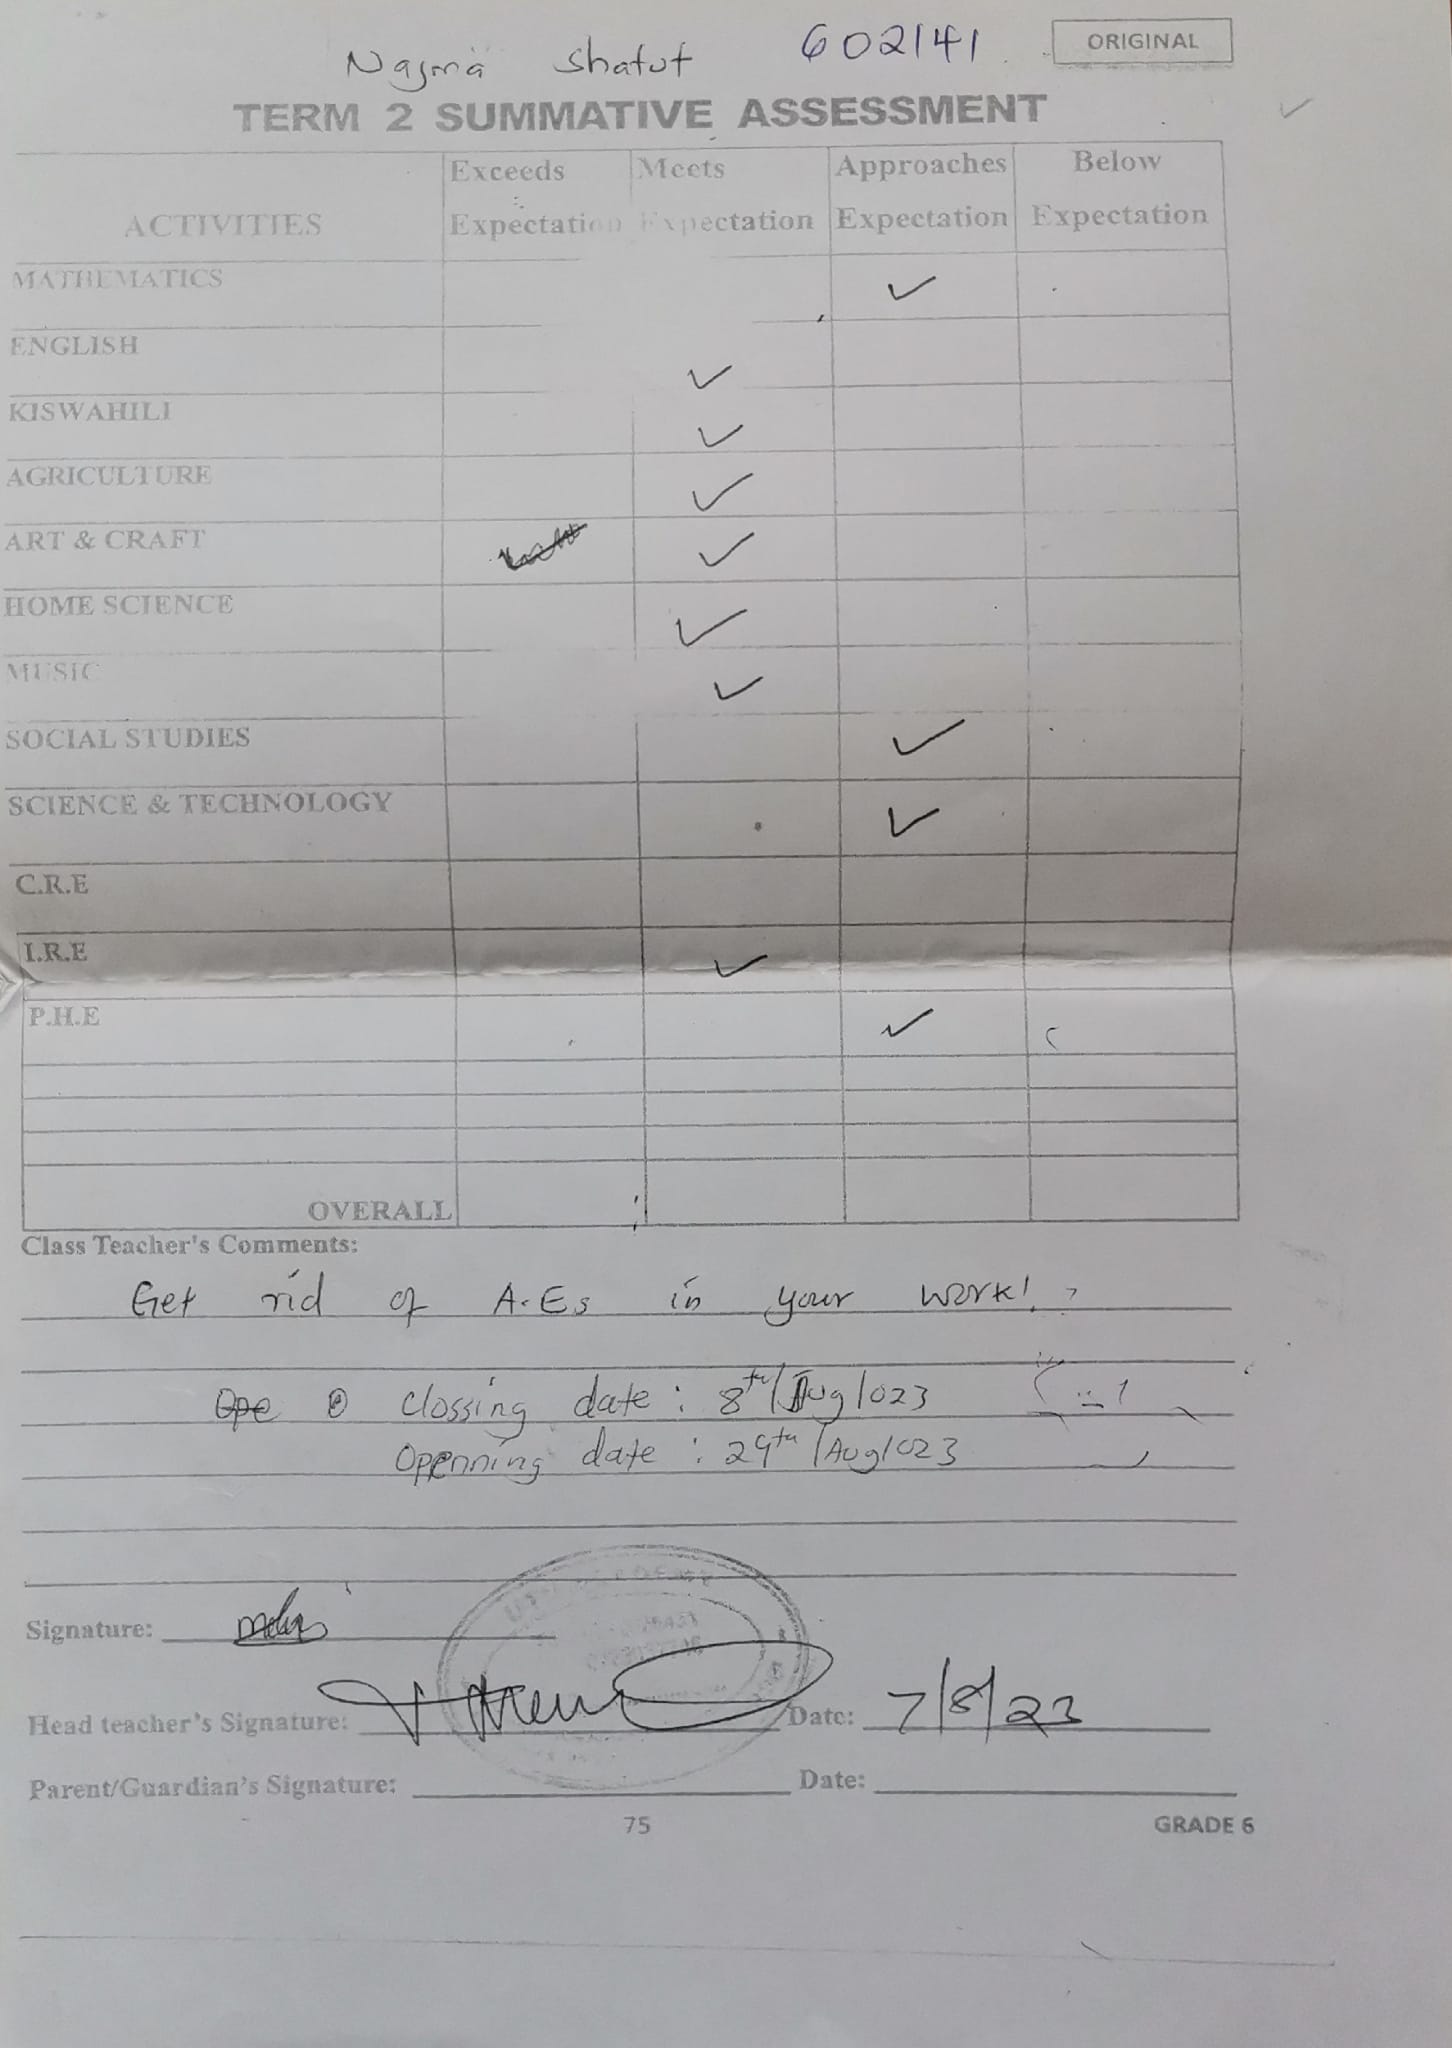 Najma Shatut 602141 ORIGINAL
TERM 2 SUMMATIVE ASSESSMENT
ACTIVITIES Exceeds Expectation Meets Expectation Approaches Expectation Below Expectation
MATHEMATICS ✓
ENGLISH ✓
KISWAHILI ✓
AGRICULTURE ✓
ART & CRAFT ✓
HOME SCIENCE ✓
MUSIC ✓
SOCIAL STUDIES ✓
SCIENCE & TECHNOLOGY ✓
C.R.E
I.R.E ✓
P.H.E ✓
OVERALL
Class Teacher's Comments:
Get rid of A.Es in your work!
Ope Clossing date: 8th/Aug/023
Openning date: 29th/Aug/023
Signature:
Head teacher's Signature: Date: 7/8/23
Parent/Guardian's Signature: Date:
75 GRADE 6